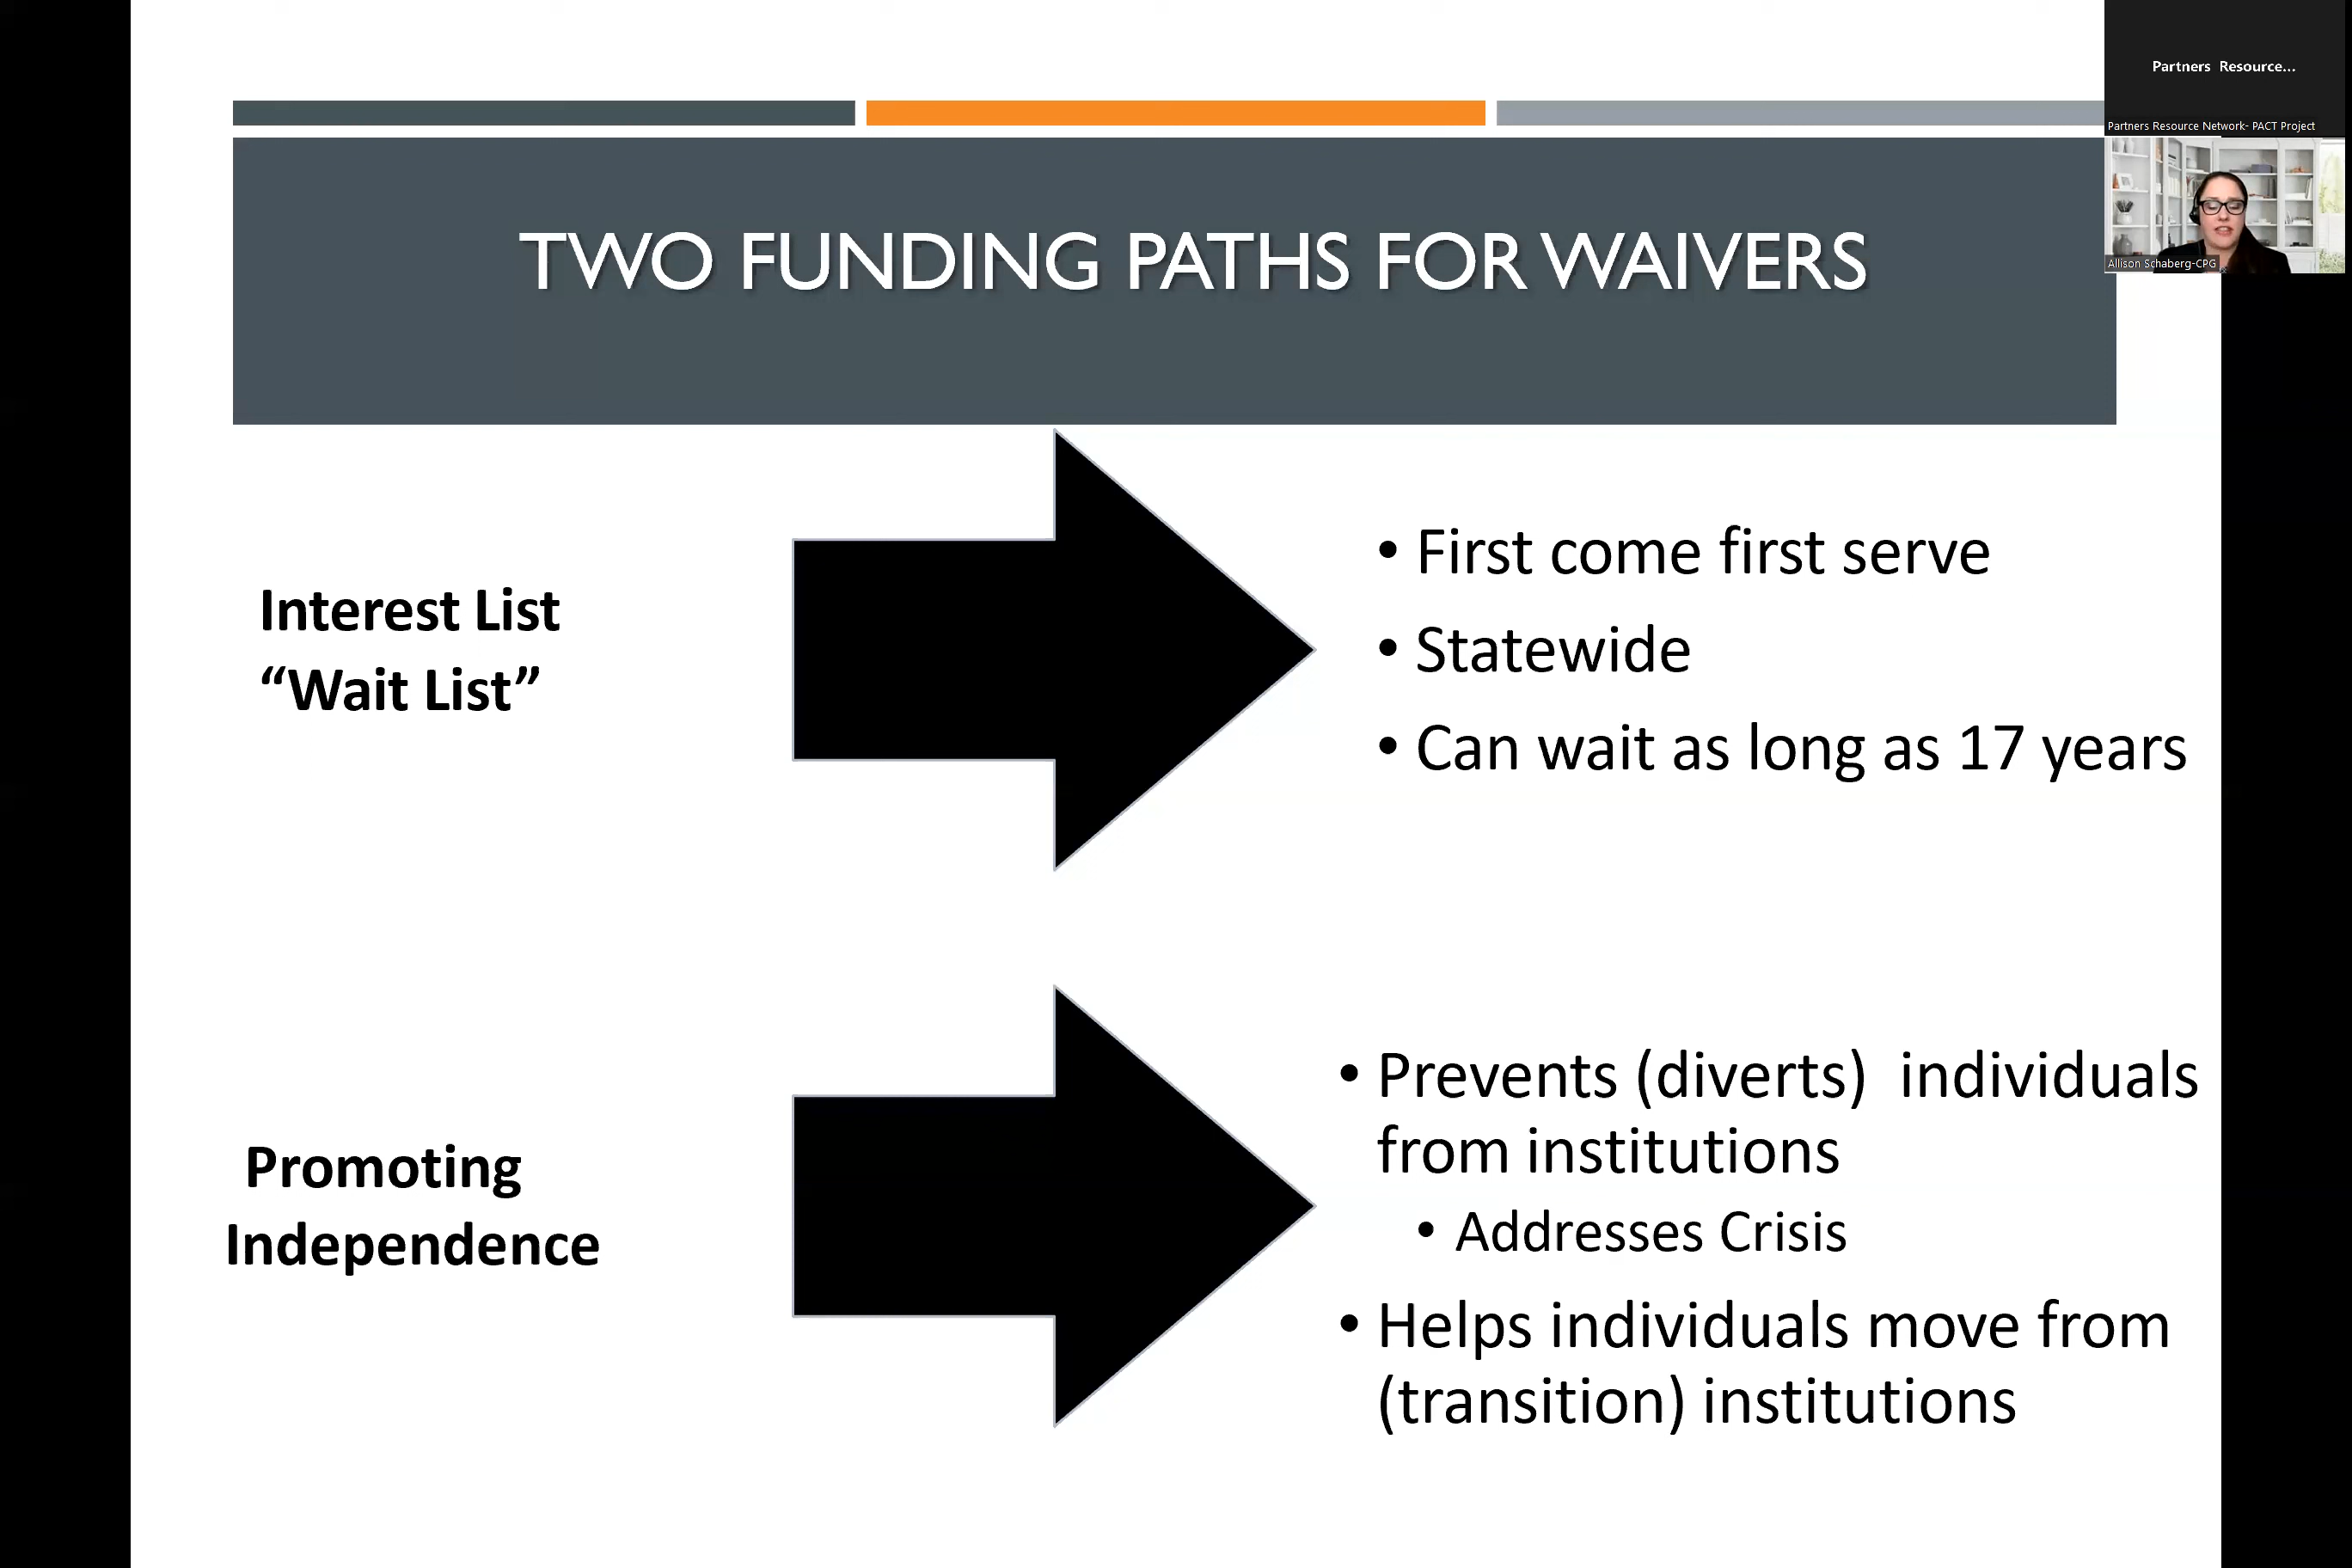 Partners Resource...
Partners Resource Network- PACT Project
Allison Schaberg-CPG
TWO FUNDING PATHS FOR WAIVERS
Interest List
“Wait List”
• First come first serve
• Statewide
• Can wait as long as 17 years
Promoting
Independence
• Prevents (diverts) individuals
from institutions
• Addresses Crisis
• Helps individuals move from
(transition) institutions